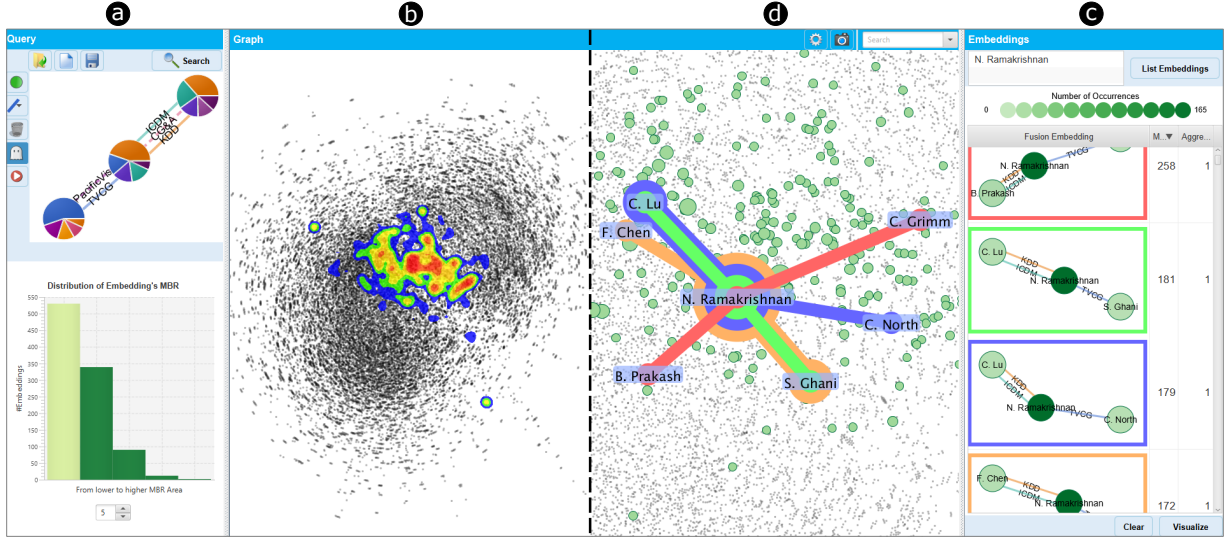 a
b
d
c
Query
Graph
Search
Embeddings
Search
N. Ramakrishnan
List Embeddings
ICDM
CG&A
KDD
PacificVis
TVCG
Number of Occurrences
0
165
Fusion Embedding
M...▼
Aggre...
TVCG
N. Ramakrishnan
KDD
ICDM
B. Prakash
258
1
C. Lu
KDD
ICDM
N. Ramakrishnan
TVCG
S. Ghani
181
1
C. Lu
KDD
ICDM
N. Ramakrishnan
TVCG
C. North
179
1
F. Chen
KDD
ICDM
N. Ramakrishnan
172
1
Clear
Visualize
C. Lu
F. Chen
C. Grimm
N. Ramakrishnan
C. North
B. Prakash
S. Ghani
Distribution of Embedding's MBR
550
500
450
400
350
300
250
200
150
100
50
0
#Embeddings
From lower to higher MBR Area
5